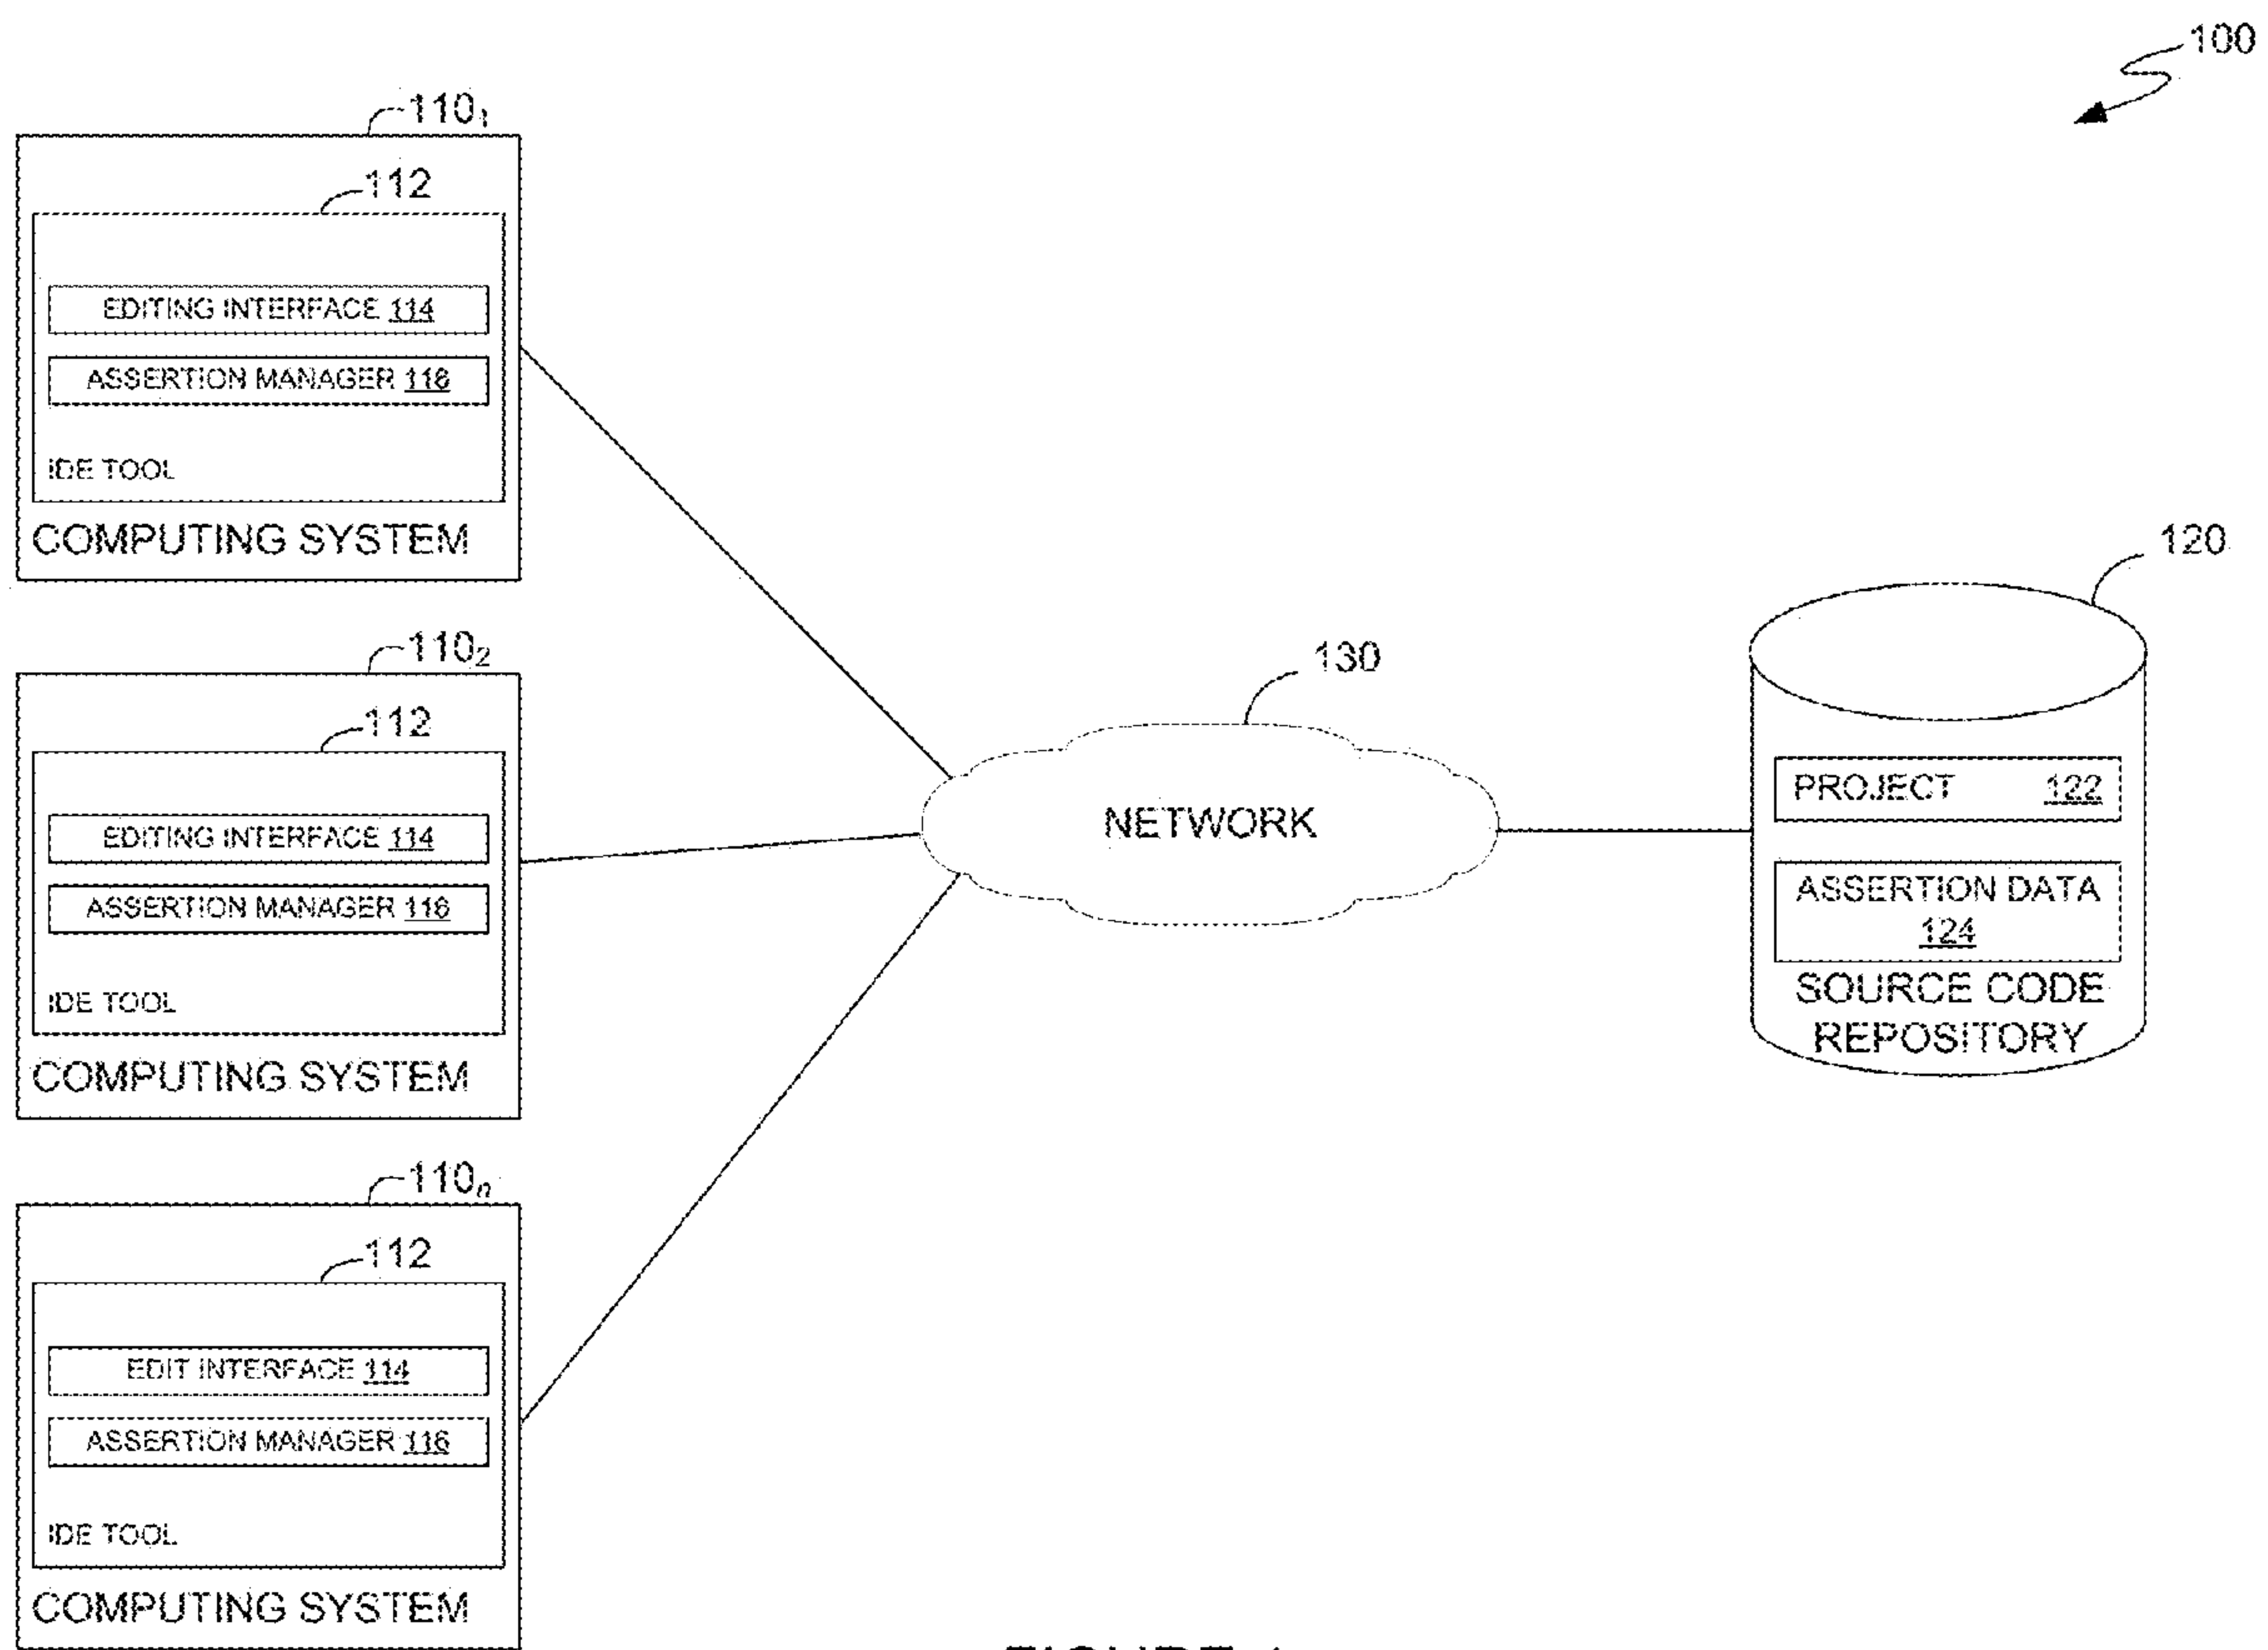 100
110₁
112
EDITING INTERFACE 114
ASSERTION MANAGER 116
IDE TOOL
COMPUTING SYSTEM
110₂
112
EDITING INTERFACE 114
ASSERTION MANAGER 116
IDE TOOL
COMPUTING SYSTEM
110ₙ
112
EDIT INTERFACE 114
ASSERTION MANAGER 116
IDE TOOL
COMPUTING SYSTEM
130
NETWORK
120
PROJECT 122
ASSERTION DATA
124
SOURCE CODE
REPOSITORY